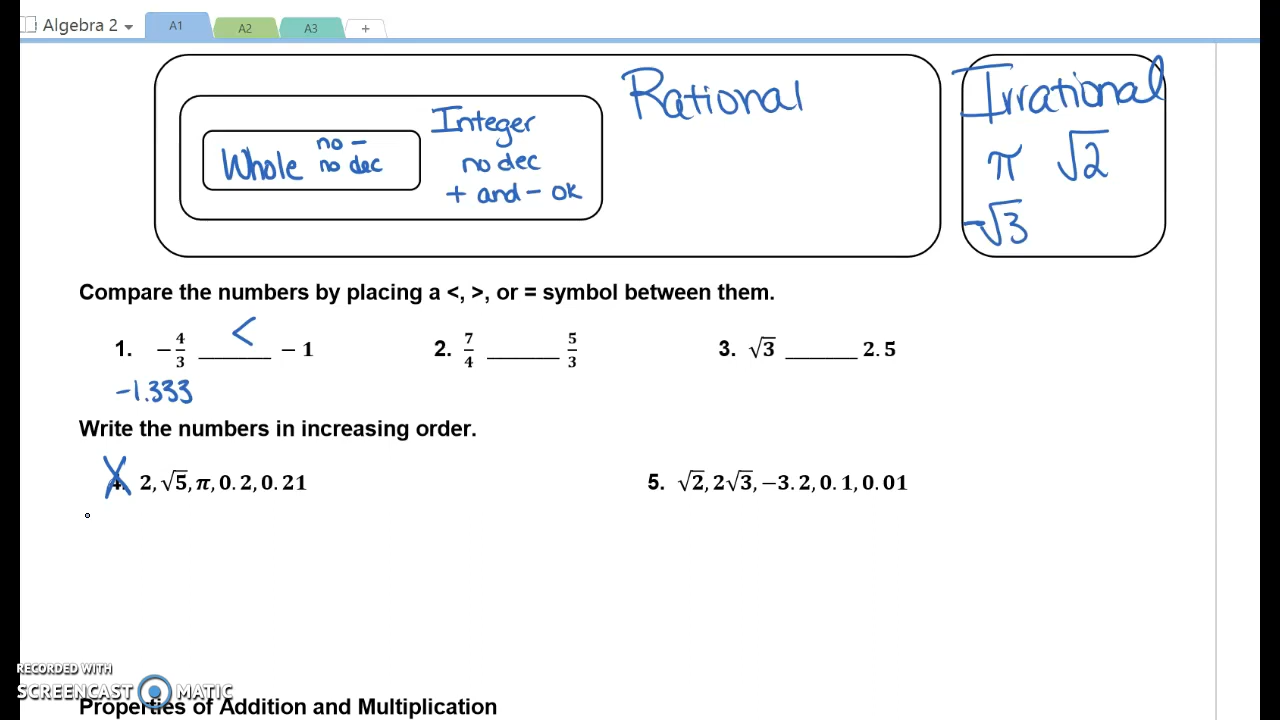 Algebra 2 A1 A2 A3 +
Rational
Irrational
Integer
no dec
+ and - ok
Whole no - no dec
π √2
-√3
Compare the numbers by placing a <, >, or = symbol between them.
1. −4/3 ___<___ − 1 2. 7/4 ______ 5/3 3. √3 ______ 2.5
-1.333
Write the numbers in increasing order.
4. 2, √5, π, 0.2, 0.21 5. √2, 2√3, −3.2, 0.1, 0.01
RECORDED WITH
SCREENCAST MATIC
Properties of Addition and Multiplication